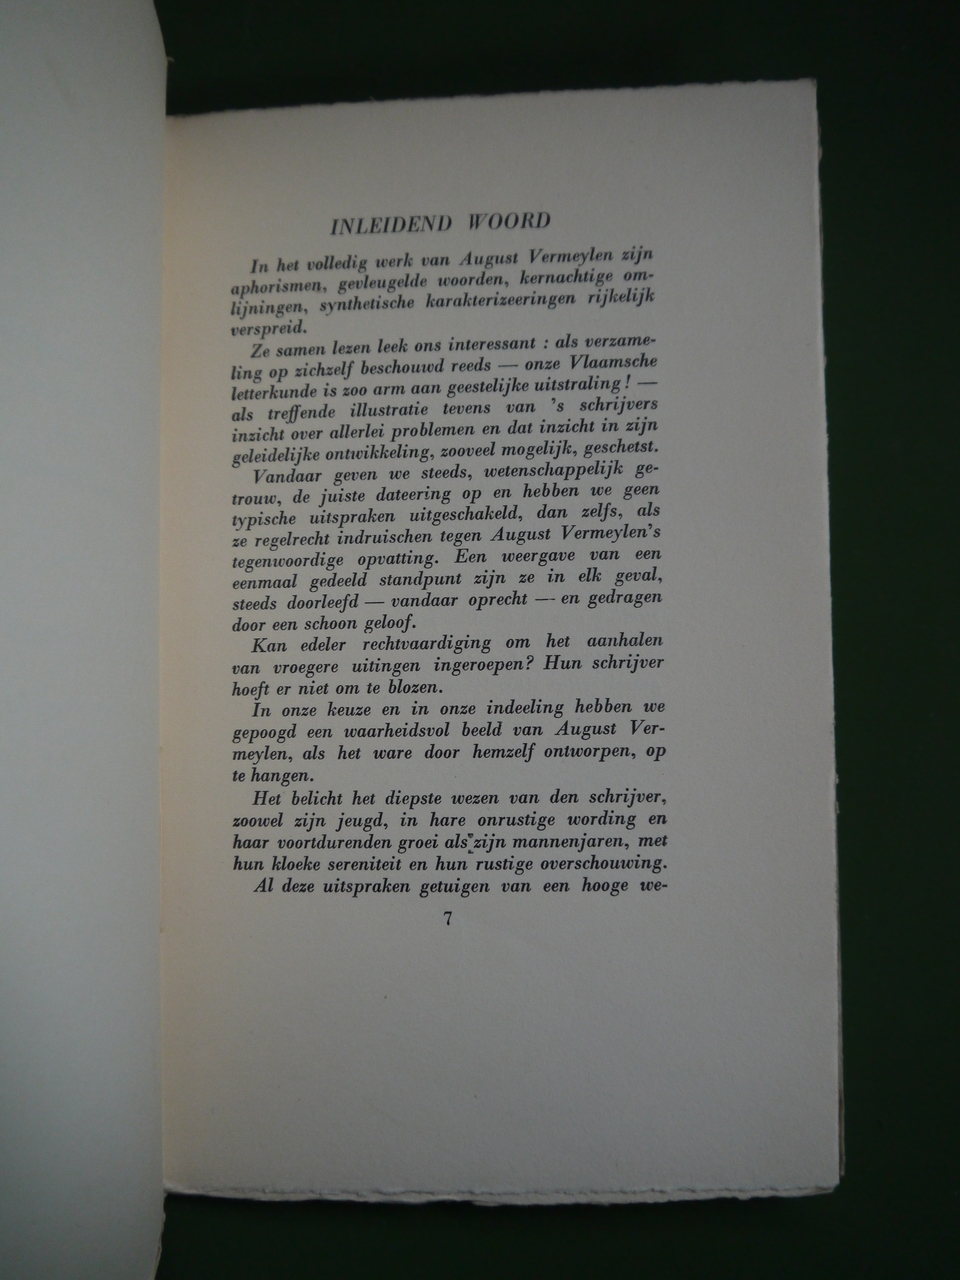 INLEIDEND WOORD
In het volledig werk van August Vermeylen zijn
aphorismen, gevleugelde woorden, kernachtige om-
lijningen, synthetische karakterizeeringen rijkelijk
verspreid.
Ze samen lezen leek ons interessant : als verzame-
ling op zichzelf beschouwd reeds — onze Vlaamsche
letterkunde is zoo arm aan geestelijke uitstraling ! —
als treffende illustratie tevens van 's schrijvers
inzicht over allerlei problemen en dat inzicht in zijn
geleidelijke ontwikkeling, zooveel mogelijk, geschetst.
Vandaar geven we steeds, wetenschappelijk ge-
trouw, de juiste dateering op en hebben we geen
typische uitspraken uitgeschakeld, dan zelfs, als
ze regelrecht indruischen tegen August Vermeylen's
tegenwoordige opvatting. Een weergave van een
eenmaal gedeeld standpunt zijn ze in elk geval,
steeds doorleefd — vandaar oprecht — en gedragen
door een schoon geloof.
Kan edeler rechtvaardiging om het aanhalen
van vroegere uitingen ingeroepen? Hun schrijver
hoeft er niet om te blozen.
In onze keuze en in onze indeeling hebben we
gepoogd een waarheidsvol beeld van August Ver-
meylen, als het ware door hemzelf ontworpen, op
te hangen.
Het belicht het diepste wezen van den schrijver,
zoowel zijn jeugd, in hare onrustige wording en
haar voortdurenden groei als zijn mannenjaren, met
hun kloeke sereniteit en hun rustige overschouwing.
Al deze uitspraken getuigen van een hooge we-
7